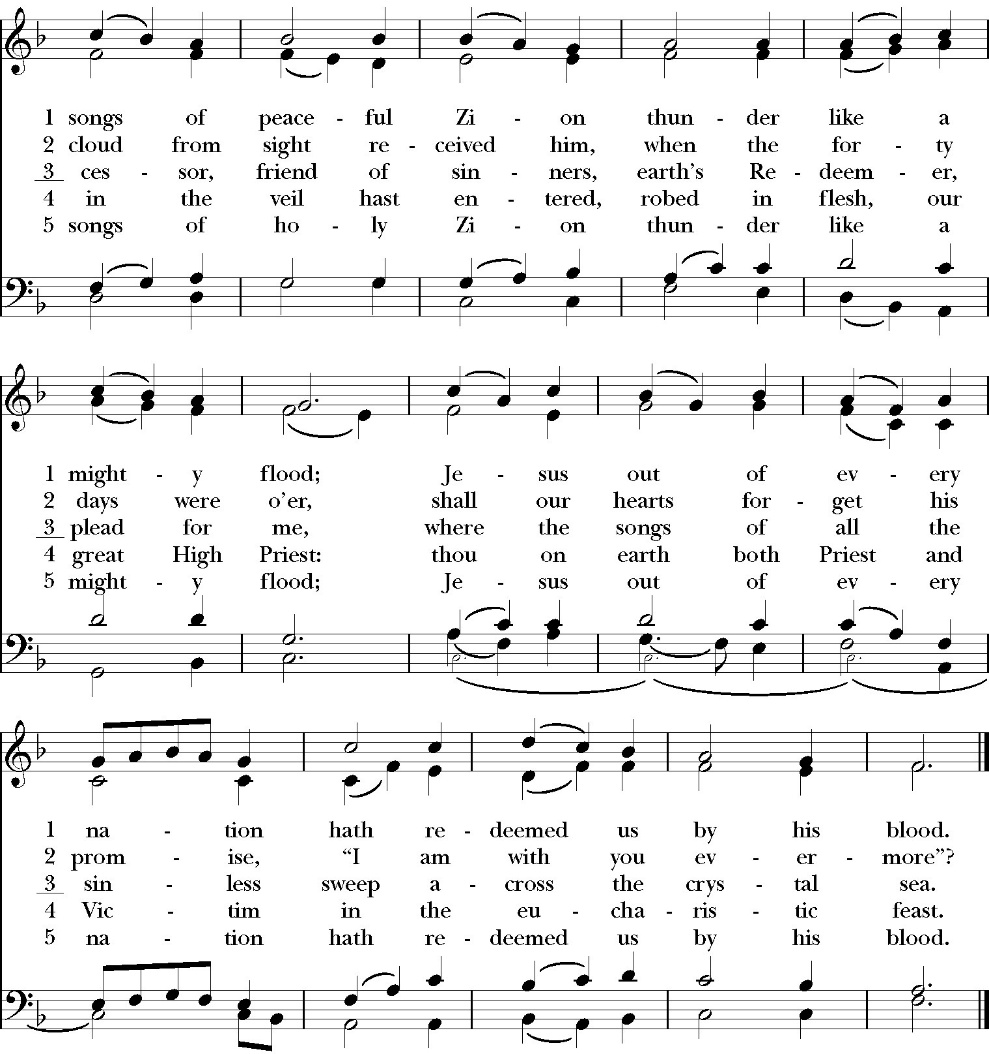 1 songs of peace - ful Zi - on thun - der like a
2 cloud from sight re - ceived him, when the for - ty
3 ces - sor, friend of sin - ners, earth's Re - deem - er,
4 in the veil hast en - tered, robed in flesh, our
5 songs of ho - ly Zi - on thun - der like a
1 might - y flood; Je - sus out of ev - ery
2 days were o'er, shall our hearts for - get his
3 plead for me, where the songs of all the
4 great High Priest: thou on earth both Priest and
5 might - y flood; Je - sus out of ev - ery
1 na - tion hath re - deemed us by his blood.
2 prom - ise, “I am with you ev - er - more”?
3 sin - less sweep a - cross the crys - tal sea.
4 Vic - tim in the eu - cha - ris - tic feast.
5 na - tion hath re - deemed us by his blood.